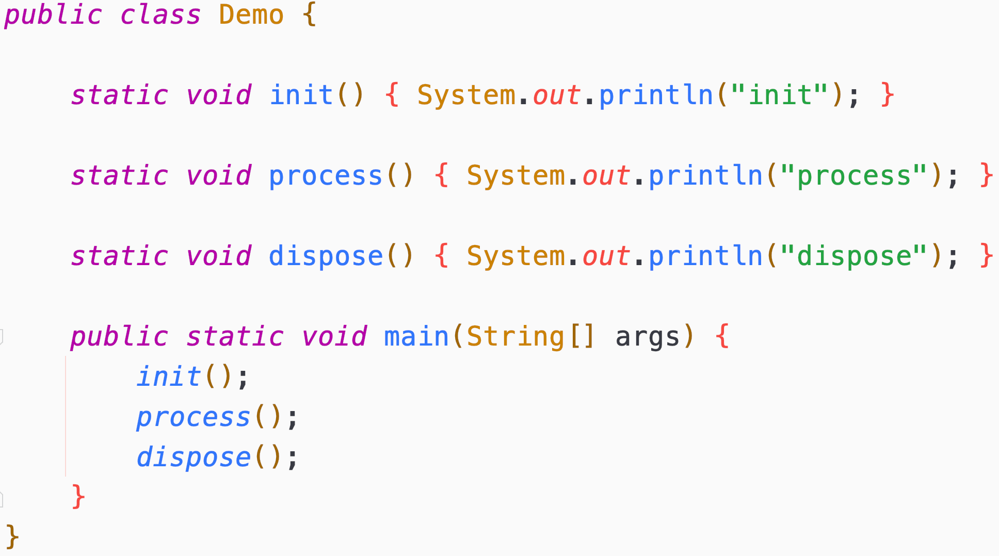 public class Demo {
static void init() { System.out.println("init"); }
static void process() { System.out.println("process"); }
static void dispose() { System.out.println("dispose"); }
public static void main(String[] args) {
init();
process();
dispose();
}
}